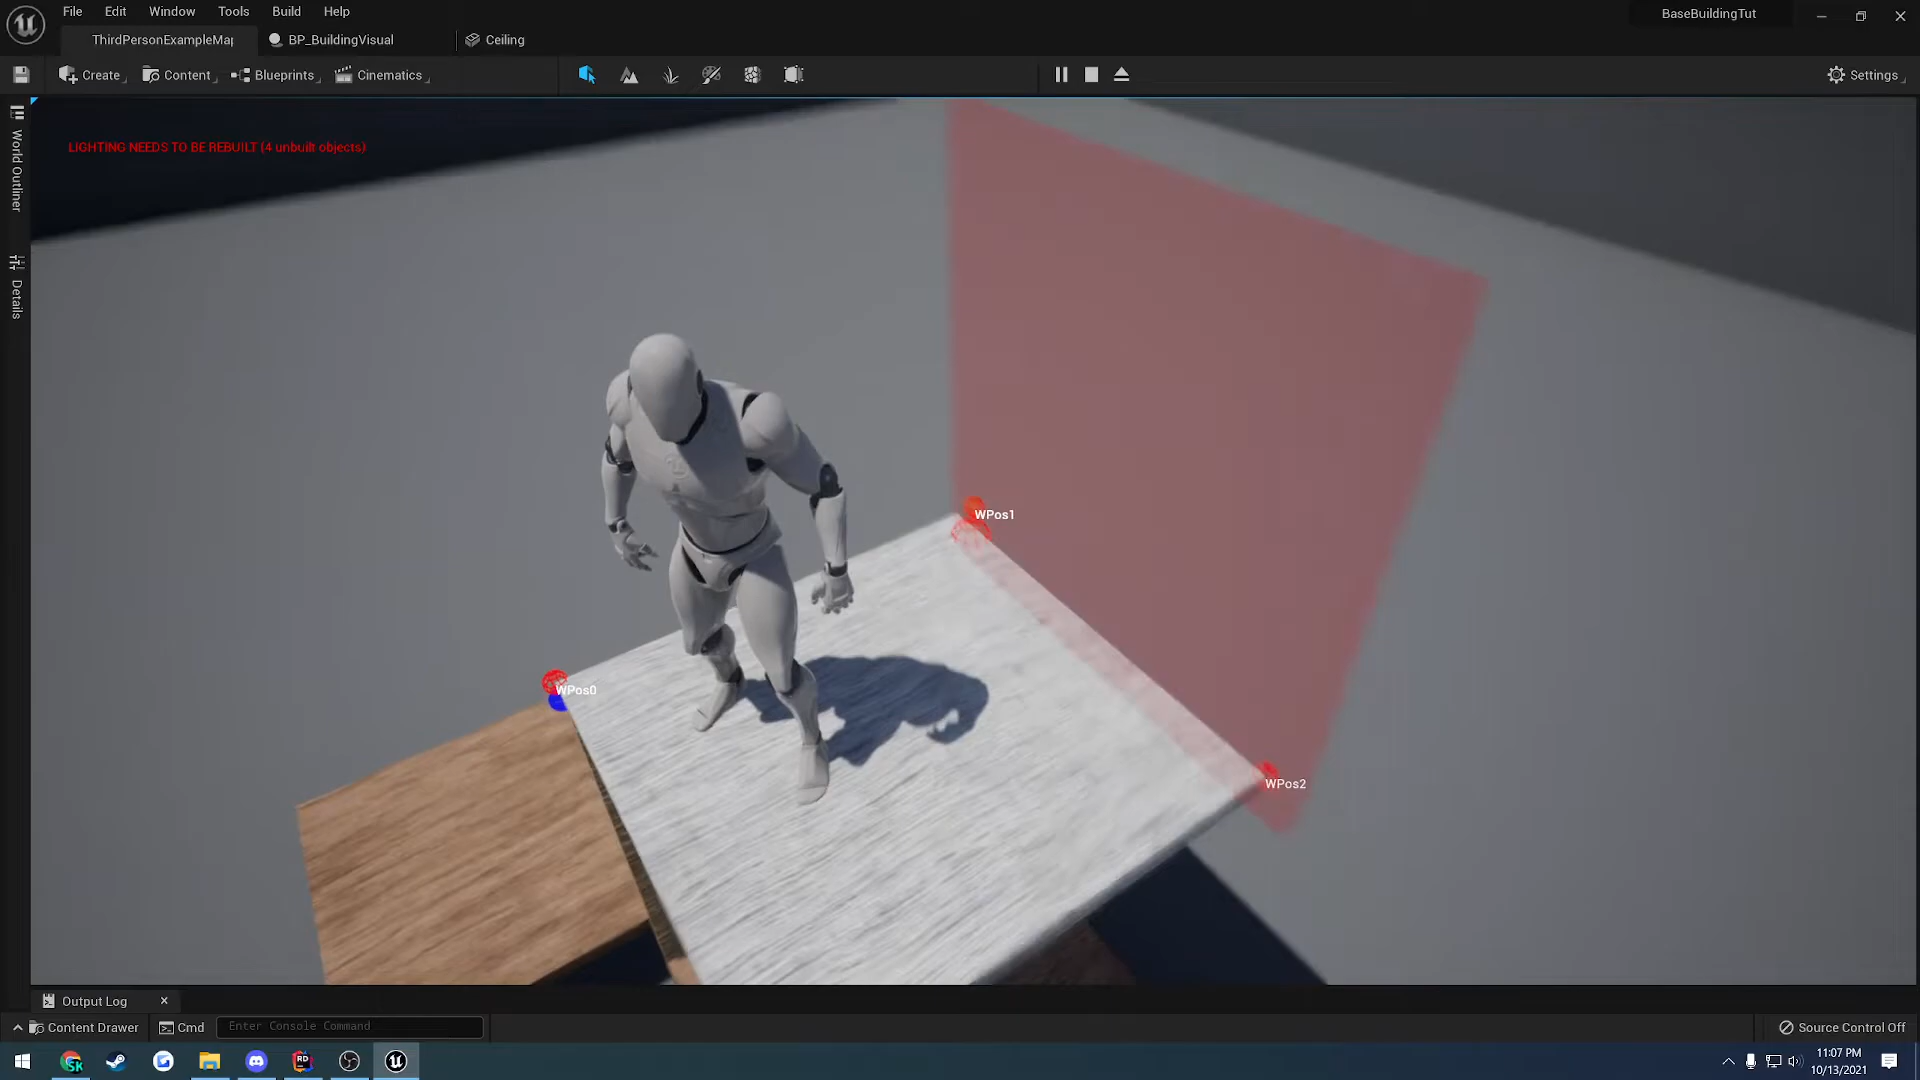 File Edit Window Tools Build Help
BaseBuildingTut
ThirdPersonExampleMap
BP_BuildingVisual
Ceiling
Create
Content
Blueprints
Cinematics
Settings
World Outliner
Details
LIGHTING NEEDS TO BE REBUILT (4 unbuilt objects)
WPos1
WPos0
WPos2
Output Log
Content Drawer
Cmd
Enter Console Command
Source Control Off
11:07 PM
10/13/2021